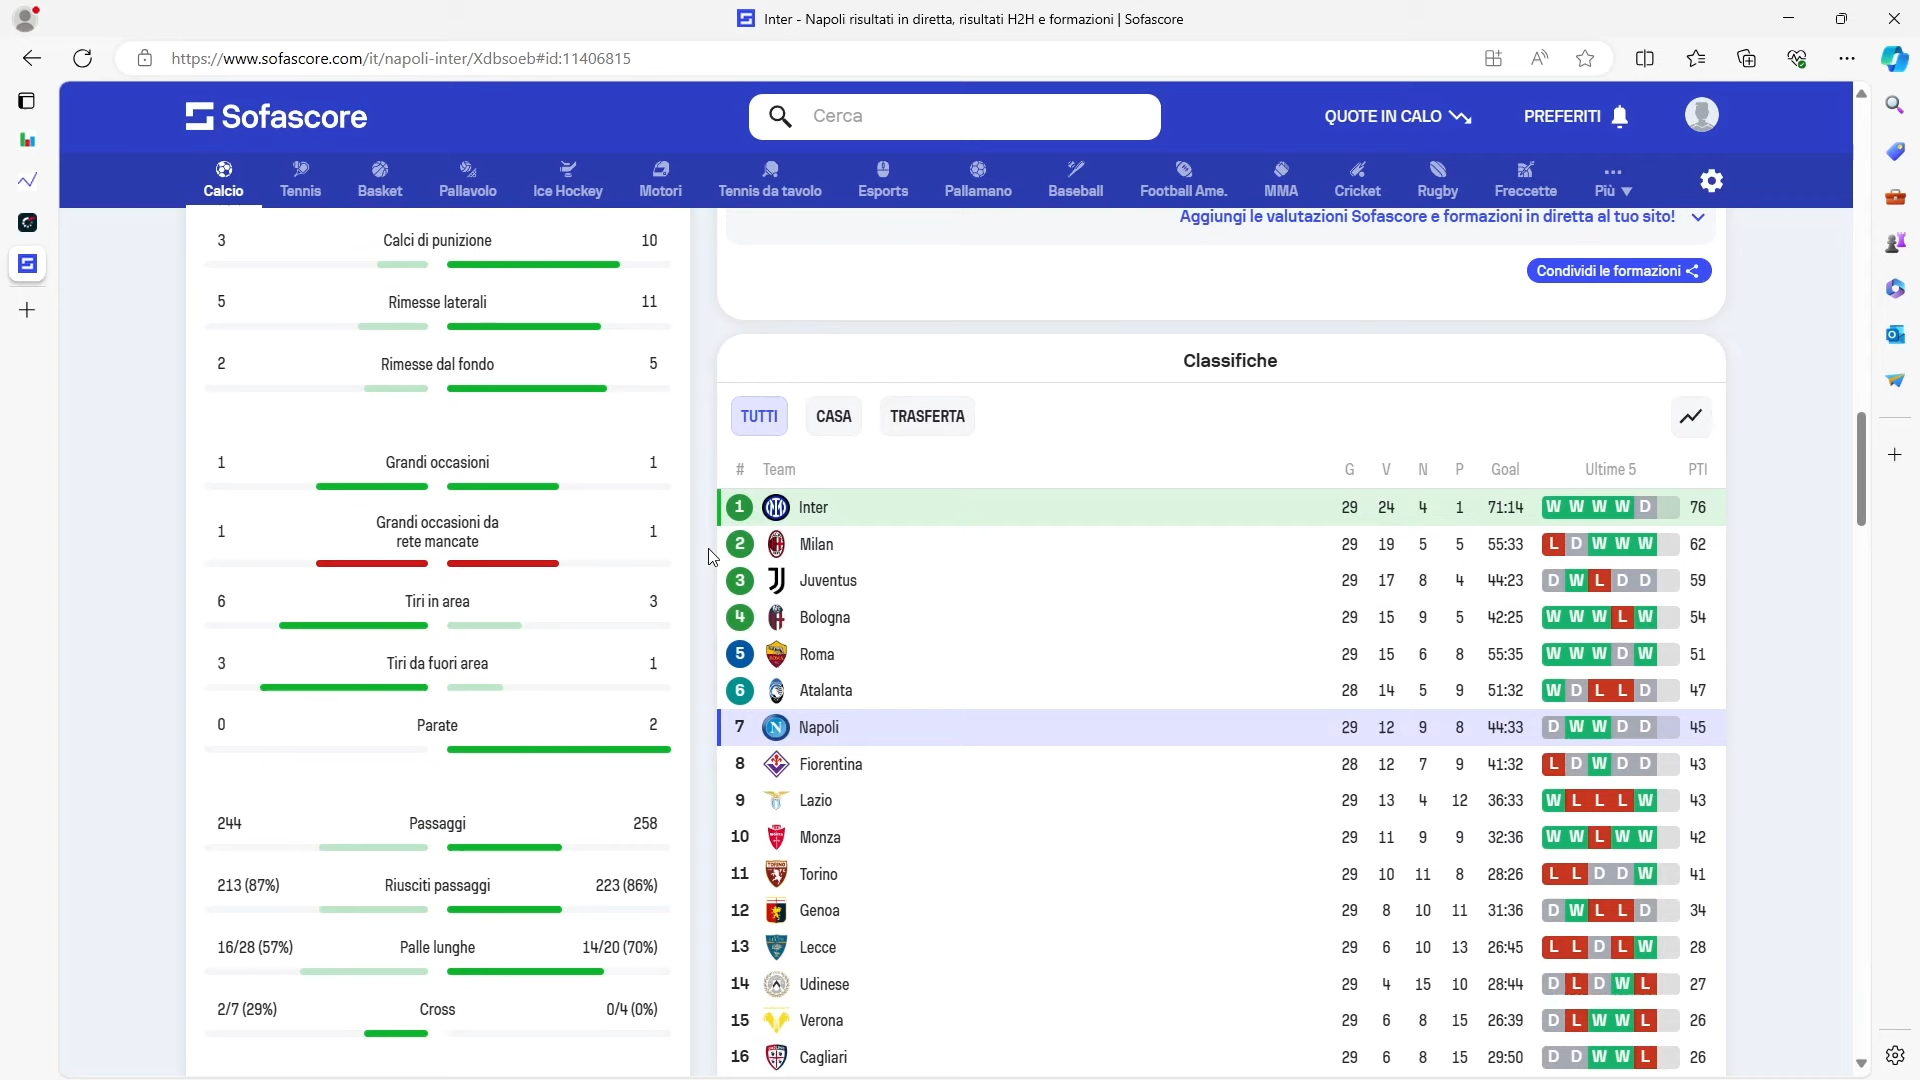 Inter - Napoli risultati in diretta, risultati H2H e formazioni | Sofascore
https://www.sofascore.com/it/napoli-inter/Xdbsoeb#id:11406815
Sofascore
Cerca
QUOTE IN CALO
PREFERITI
Calcio Tennis Basket Pallavolo Ice Hockey Motori Tennis da tavolo Esports Pallamano Baseball Football Ame. MMA Cricket Rugby Freccette Più ▼
3 Calci di punizione 10
5 Rimesse laterali 11
2 Rimesse dal fondo 5
1 Grandi occasioni 1
1 Grandi occasioni da 1
rete mancate
6 Tiri in area 3
3 Tiri da fuori area 1
0 Parate 2
244 Passaggi 258
213 (87%) Riusciti passaggi 223 (86%)
16/28 (57%) Palle lunghe 14/20 (70%)
2/7 (29%) Cross 0/4 (0%)
Aggiungi le valutazioni Sofascore e formazioni in diretta al tuo sito!
Condividi le formazioni
Classifiche
TUTTI CASA TRASFERTA
# Team G V N P Goal Ultime 5 PTI
1 Inter 29 24 4 1 71:14 W W W W D 76
2 Milan 29 19 5 5 55:33 L D W W W 62
3 Juventus 29 17 8 4 44:23 D W L D D 59
4 Bologna 29 15 9 5 42:25 W W W L W 54
5 Roma 29 15 6 8 55:35 W W W D W 51
6 Atalanta 28 14 5 9 51:32 W D L L D 47
7 Napoli 29 12 9 8 44:33 D W W D D 45
8 Fiorentina 28 12 7 9 41:32 L D W D D 43
9 Lazio 29 13 4 12 36:33 W L L L W 43
10 Monza 29 11 9 9 32:36 W W L W W 42
11 Torino 29 10 11 8 28:26 L L D D W 41
12 Genoa 29 8 10 11 31:36 D W L L D 34
13 Lecce 29 6 10 13 26:45 L L D L W 28
14 Udinese 29 4 15 10 28:44 D L D W L 27
15 Verona 29 6 8 15 26:39 D L W W L 26
16 Cagliari 29 6 8 15 29:50 D D W W L 26